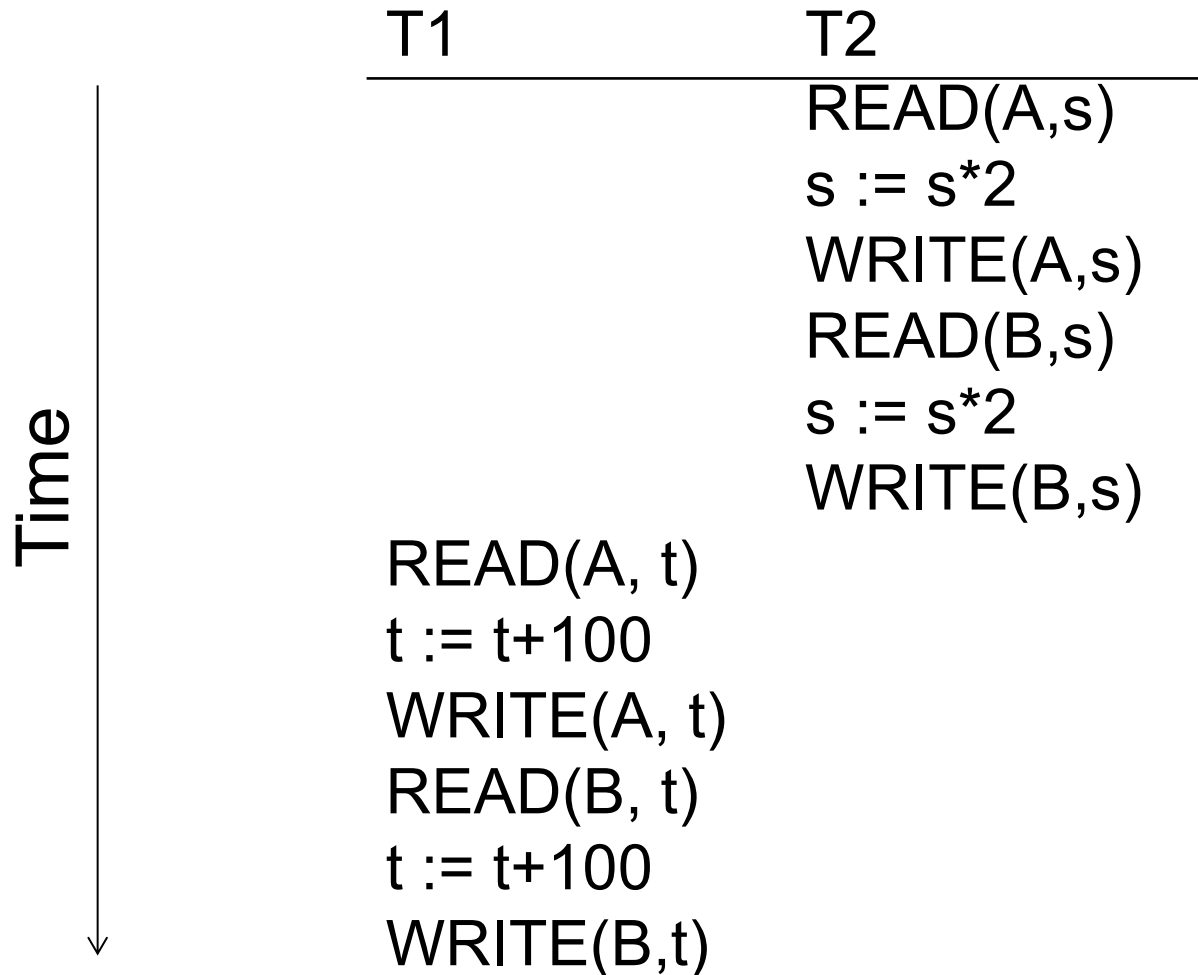 T1 T2
READ(A,s)
s := s*2
WRITE(A,s)
READ(B,s)
s := s*2
WRITE(B,s)
Time
READ(A, t)
t := t+100
WRITE(A, t)
READ(B, t)
t := t+100
WRITE(B,t)